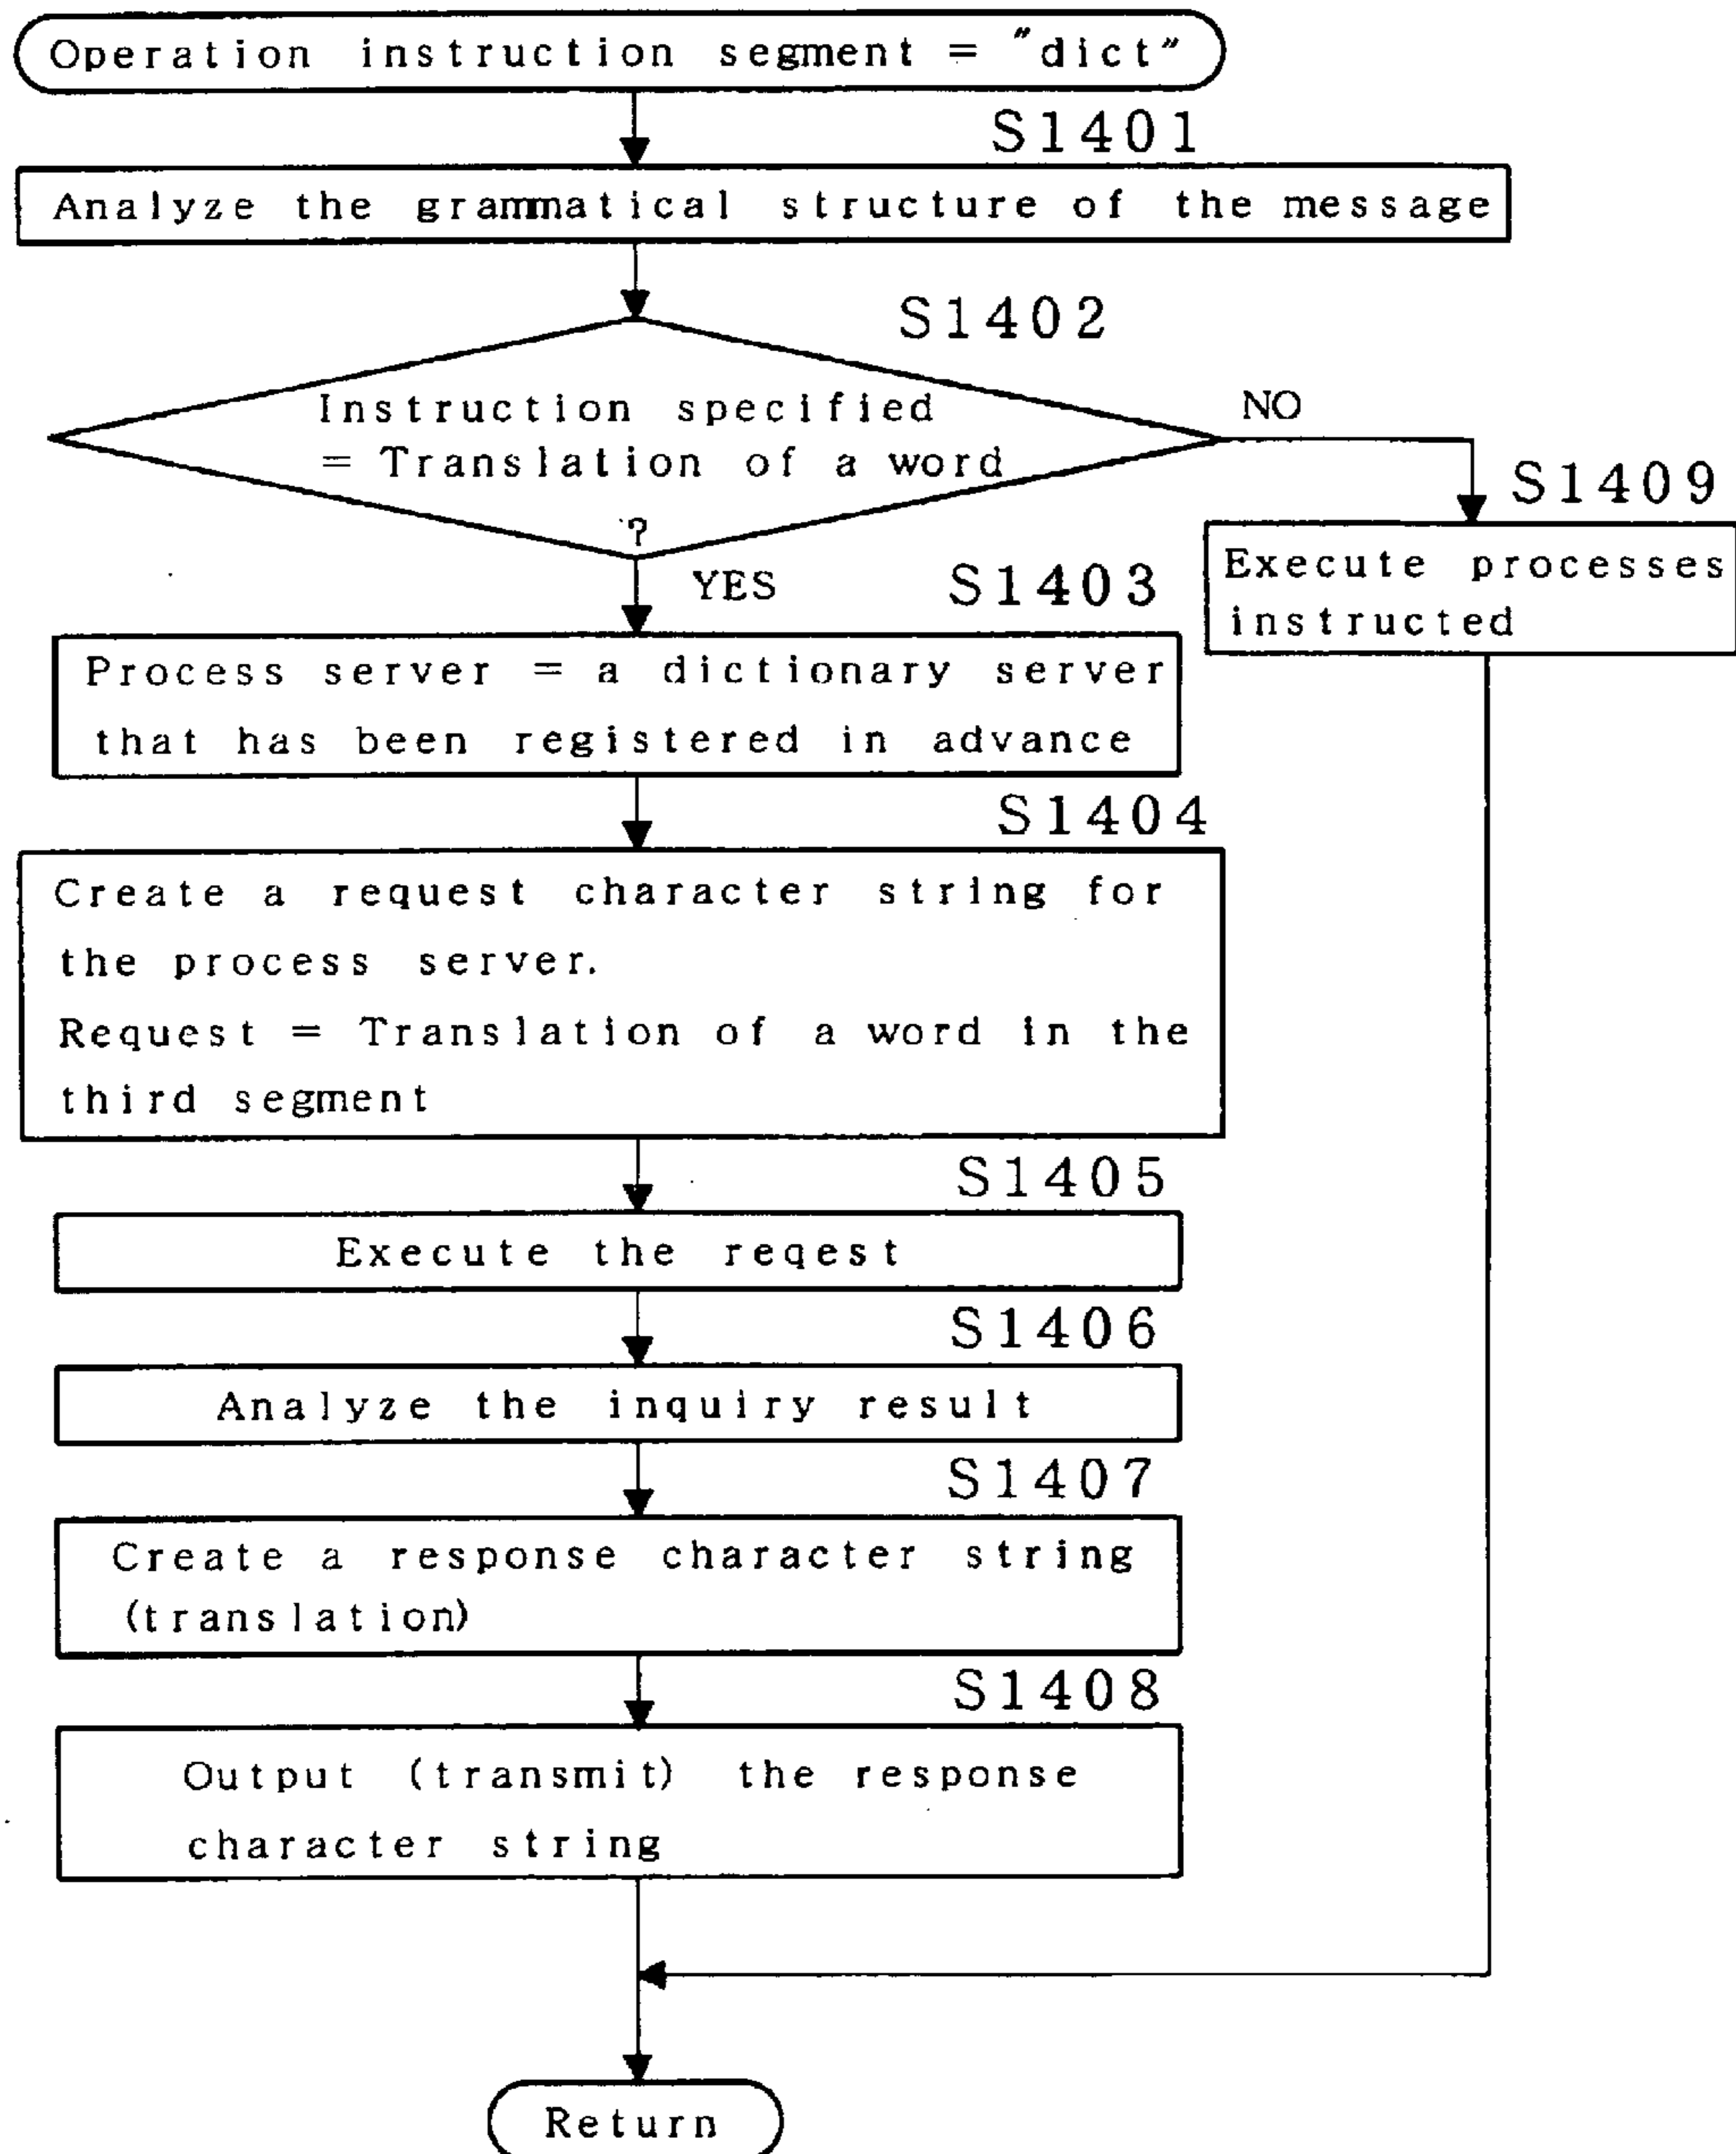 Operation instruction segment = "dict"
S1401
Analyze the grammatical structure of the message
S1402
Instruction specified
= Translation of a word
?
NO
YES
S1409
Execute processes
instructed
S1403
Process server = a dictionary server
that has been registered in advance
S1404
Create a request character string for
the process server.
Request = Translation of a word in the
third segment
S1405
Execute the reqest
S1406
Analyze the inquiry result
S1407
Create a response character string
(translation)
S1408
Output (transmit) the response
character string
Return